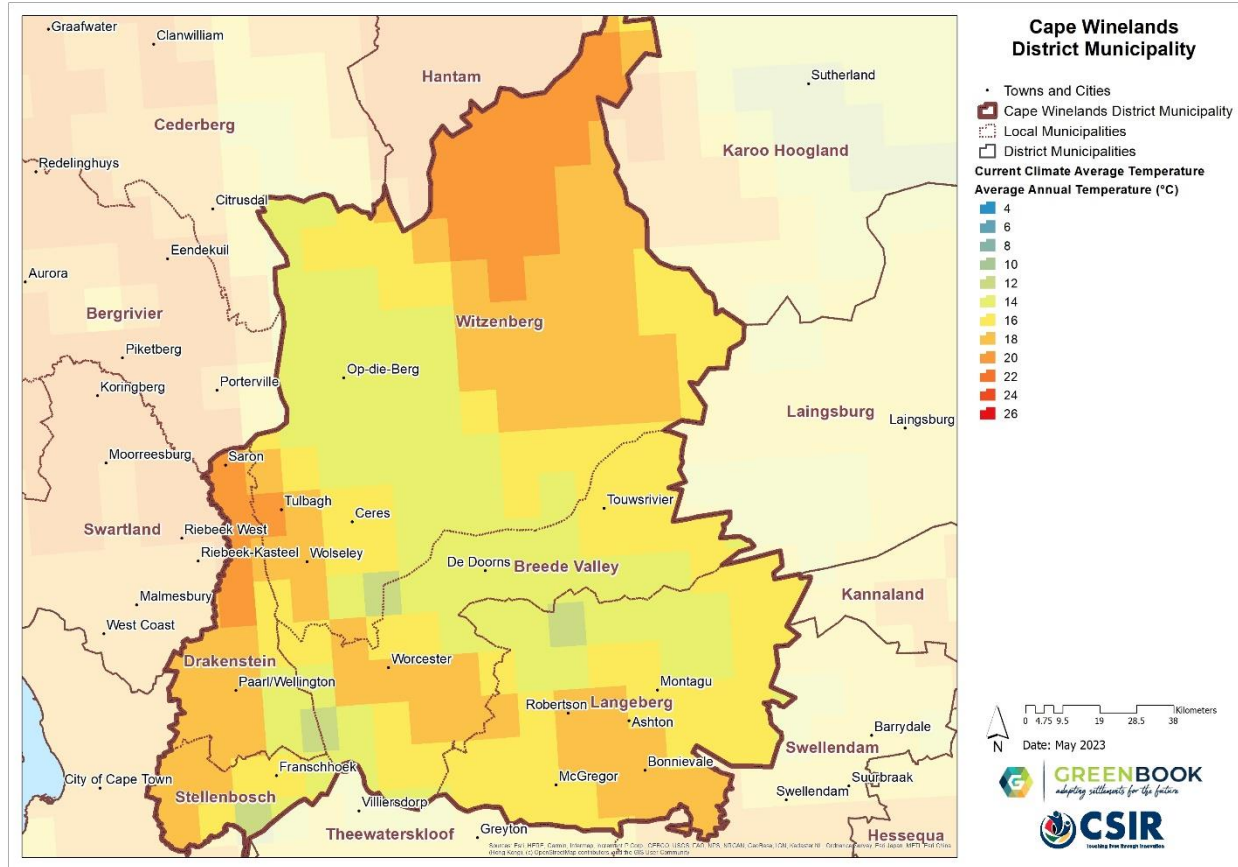 Cape Winelands
District Municipality
Towns and Cities
Cape Winelands District Municipality
Local Municipalities
District Municipalities
Current Climate Average Temperature
Average Annual Temperature (°C)
4
6
8
10
12
14
16
18
20
22
24
26
Graafwater
Clanwilliam
Hantam
Sutherland
Cederberg
Karoo Hoogland
Redelinghuys
Citrusdal
Eendekuil
Aurora
Bergrivier
Witzenberg
Piketberg
Op-die-Berg
Koringberg
Porterville
Laingsburg
Laingsburg
Moorreesburg
Saron
Tulbagh
Ceres
Touwsrivier
Swartland
Riebeek West
Riebeek-Kasteel
Wolseley
De Doorns
Breede Valley
Malmesbury
Kannaland
West Coast
Drakenstein
Worcester
Paarl/Wellington
Montagu
Robertson
Langeberg
Ashton
Barrydale
Swellendam
City of Cape Town
Franschhoek
McGregor
Bonnievale
Suurbraak
Stellenbosch
Villiersdorp
Swellendam
Theewaterskloof
Greyton
Hessequa
Kilometers
0 4.75 9.5 19 28.5 38
N
Date: May 2023
GREENBOOK
adapting settlements for the future
CSIR
Touching lives through innovation